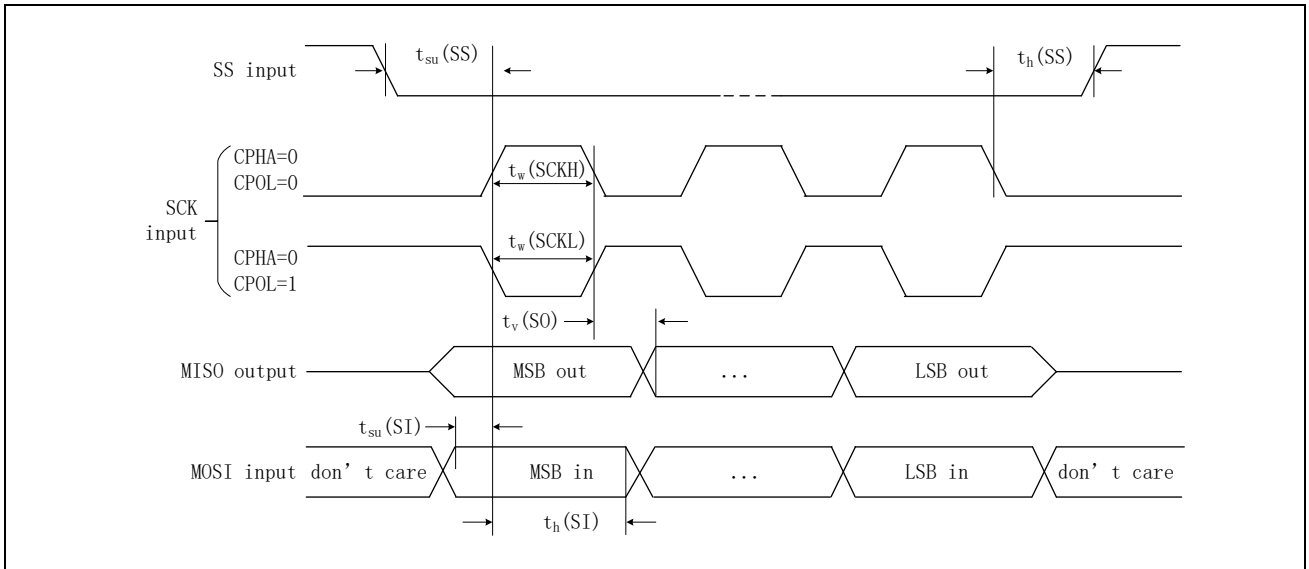 SS input
t_su(SS)
t_h(SS)
SCK input
CPHA=0
CPOL=0
t_w(SCKH)
CPHA=0
CPOL=1
t_w(SCKL)
t_v(SO)
MISO output
MSB out
...
LSB out
t_su(SI)
MOSI input
don't care
MSB in
...
LSB in
don't care
t_h(SI)